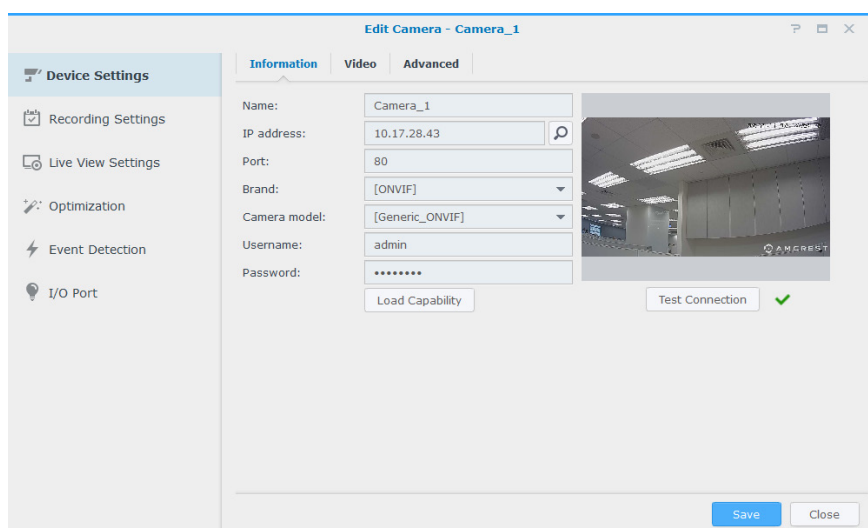 Edit Camera - Camera_1
Device Settings
Recording Settings
Live View Settings
Optimization
Event Detection
I/O Port
Information Video Advanced
Name: Camera_1
IP address: 10.17.28.43
Port: 80
Brand: [ONVIF]
Camera model: [Generic_ONVIF]
Username: admin
Password: ••••••••
Load Capability
AMCREST
Test Connection
Save Close